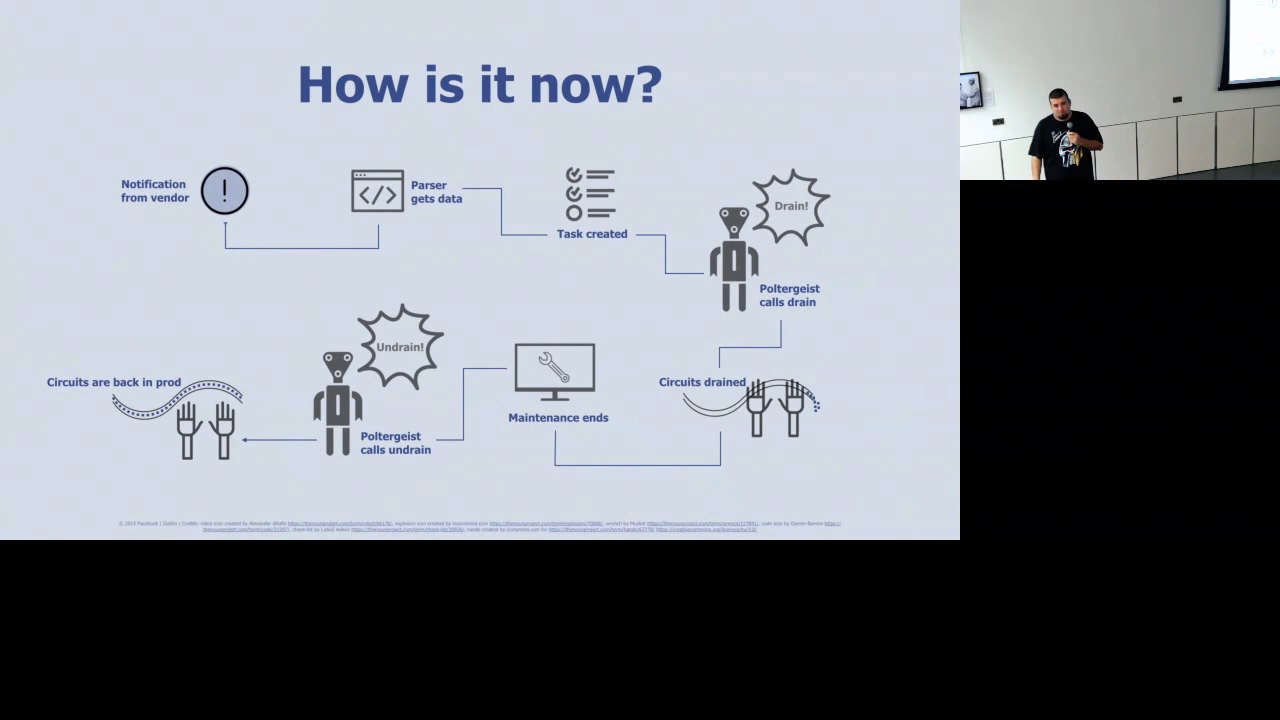 How is it now?
Notification
from vendor
!
</>
Parser
gets data
Task created
Drain!
Poltergeist
calls drain
Undrain!
Circuits are back in prod
Poltergeist
calls undrain
Maintenance ends
Circuits drained